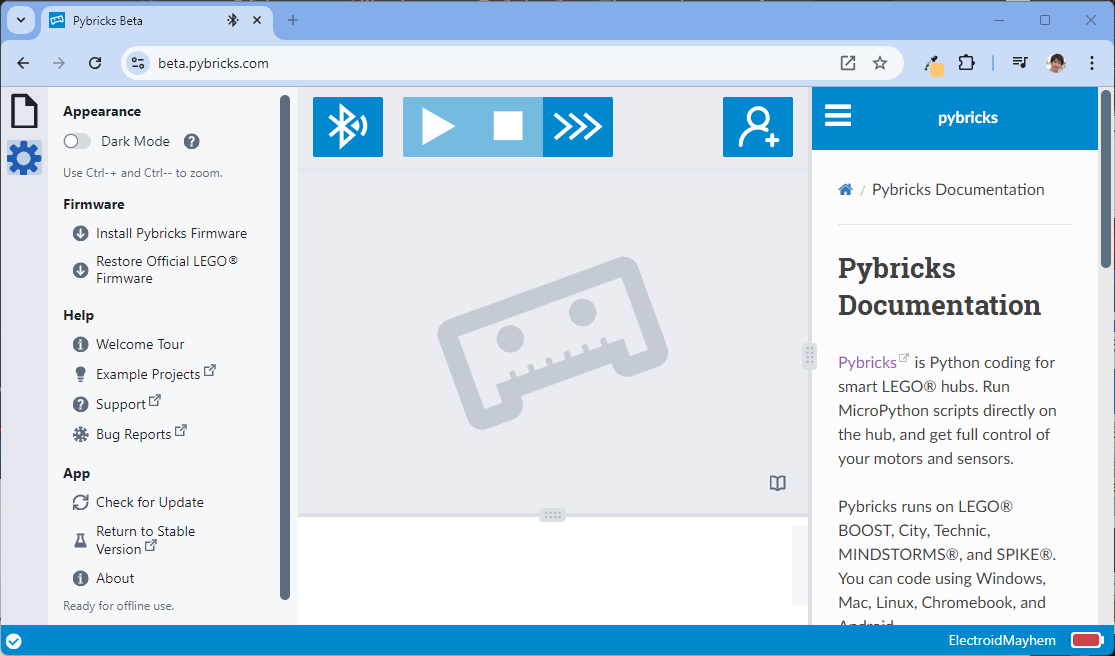 Pybricks Beta
beta.pybricks.com
Appearance
Dark Mode
Use Ctrl-+ and Ctrl-- to zoom.
Firmware
Install Pybricks Firmware
Restore Official LEGO®
Firmware
Help
Welcome Tour
Example Projects
Support
Bug Reports
App
Check for Update
Return to Stable
Version
About
Ready for offline use.
pybricks
/ Pybricks Documentation
Pybricks
Documentation
Pybricks is Python coding for
smart LEGO® hubs. Run
MicroPython scripts directly on
the hub, and get full control of
your motors and sensors.
Pybricks runs on LEGO®
BOOST, City, Technic,
MINDSTORMS®, and SPIKE®.
You can code using Windows,
Mac, Linux, Chromebook, and
Android
ElectroidMayhem